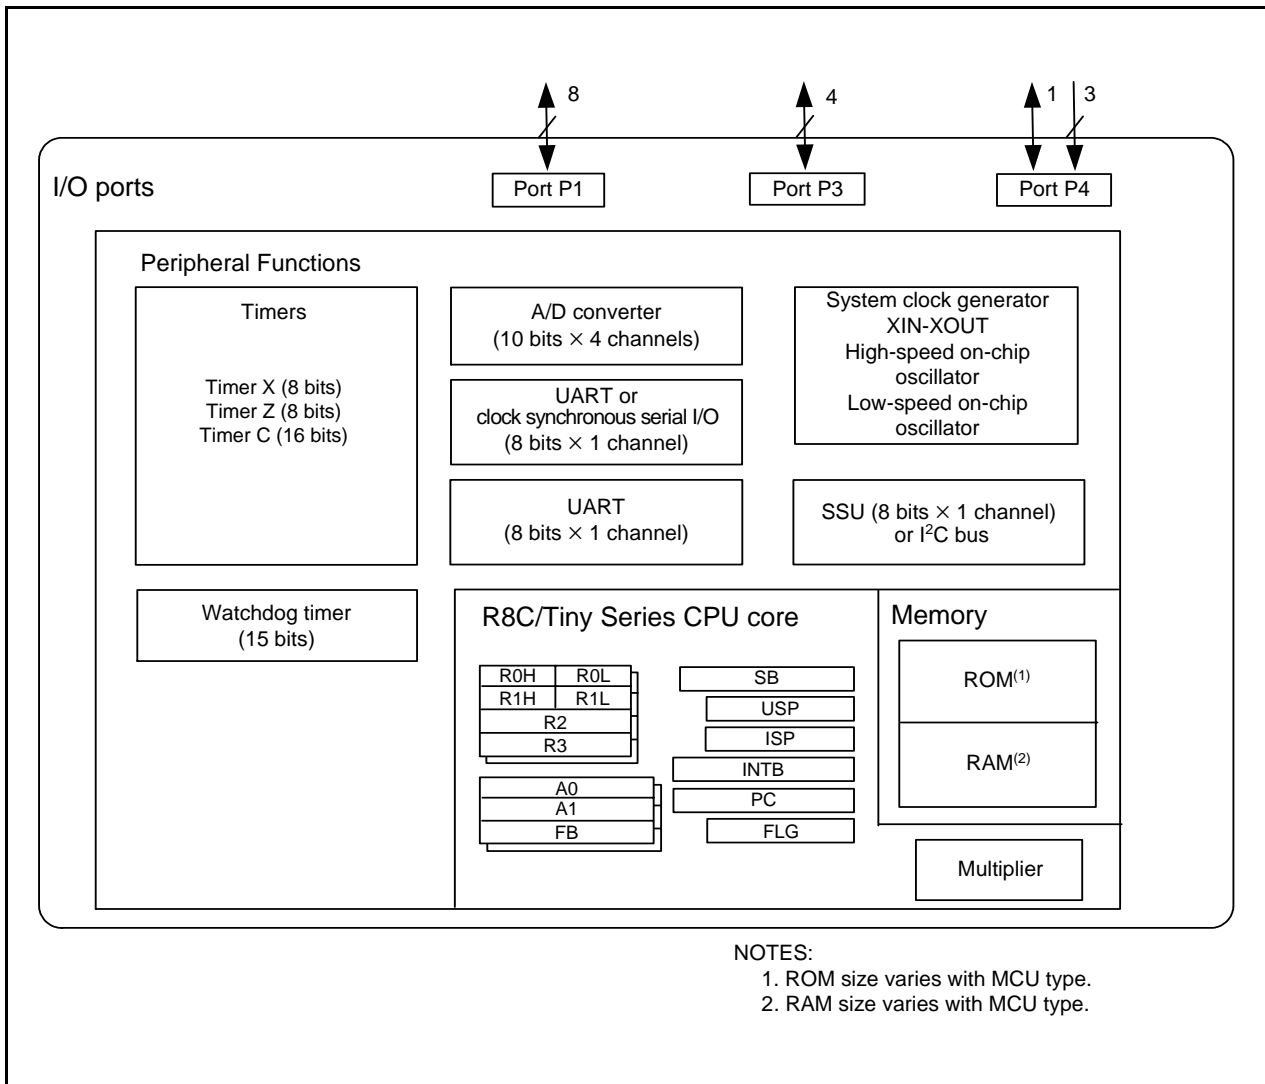 8
4
1
3
I/O ports
Port P1
Port P3
Port P4
Peripheral Functions
Timers
Timer X (8 bits)
Timer Z (8 bits)
Timer C (16 bits)
A/D converter
(10 bits × 4 channels)
UART or
clock synchronous serial I/O
(8 bits × 1 channel)
UART
(8 bits × 1 channel)
System clock generator
XIN-XOUT
High-speed on-chip
oscillator
Low-speed on-chip
oscillator
SSU (8 bits × 1 channel)
or I²C bus
Watchdog timer
(15 bits)
R8C/Tiny Series CPU core
R0H
R0L
R1H
R1L
R2
R3
A0
A1
FB
SB
USP
ISP
INTB
PC
FLG
Memory
ROM(1)
RAM(2)
Multiplier
NOTES:
1. ROM size varies with MCU type.
2. RAM size varies with MCU type.